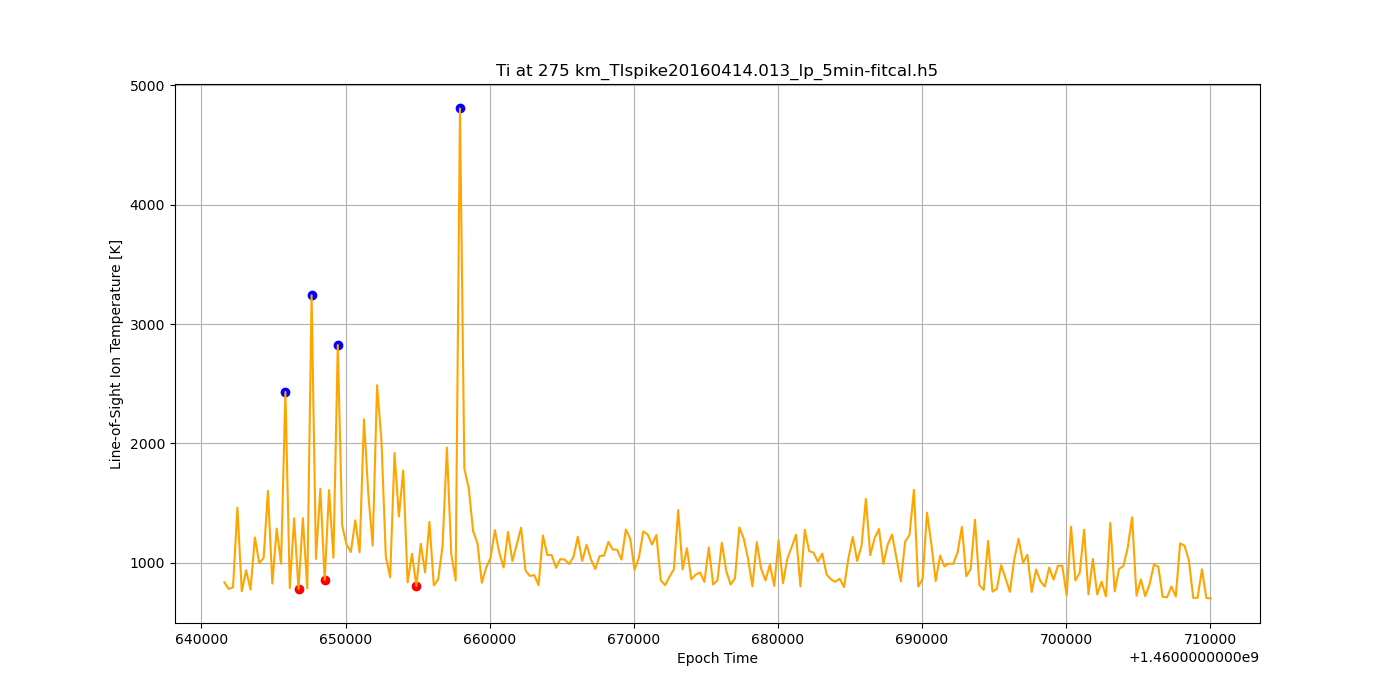 Ti at 275 km_TIspike20160414.013_lp_5min-fitcal.h5
Line-of-Sight Ion Temperature [K]
5000
4000
3000
2000
1000
640000 650000 660000 670000 680000 690000 700000 710000
Epoch Time
+1.4600000000e9